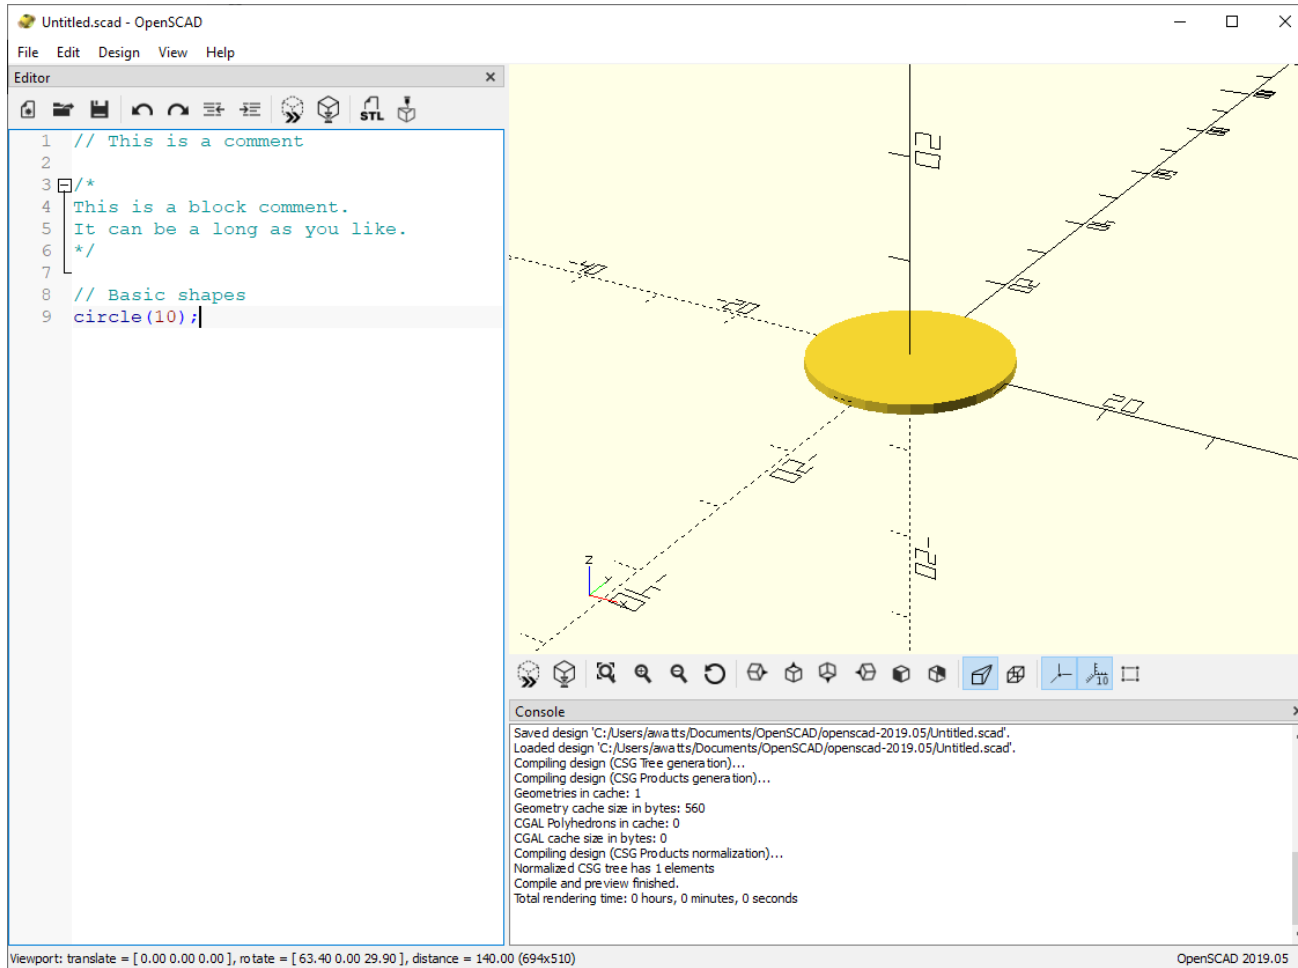 Untitled.scad - OpenSCAD
File Edit Design View Help
Editor
STL
1 // This is a comment
2
3 /*
4 This is a block comment.
5 It can be a long as you like.
6 */
7
8 // Basic shapes
9 circle(10);
20
40
20
20
-20
Z
10
Console
Saved design 'C:/Users/awatts/Documents/OpenSCAD/openscad-2019.05/Untitled.scad'.
Loaded design 'C:/Users/awatts/Documents/OpenSCAD/openscad-2019.05/Untitled.scad'.
Compiling design (CSG Tree generation)...
Compiling design (CSG Products generation)...
Geometries in cache: 1
Geometry cache size in bytes: 560
CGAL Polyhedrons in cache: 0
CGAL cache size in bytes: 0
Compiling design (CSG Products normalization)...
Normalized CSG tree has 1 elements
Compile and preview finished.
Total rendering time: 0 hours, 0 minutes, 0 seconds
Viewport: translate = [ 0.00 0.00 0.00 ], rotate = [ 63.40 0.00 29.90 ], distance = 140.00 (694x510)
OpenSCAD 2019.05